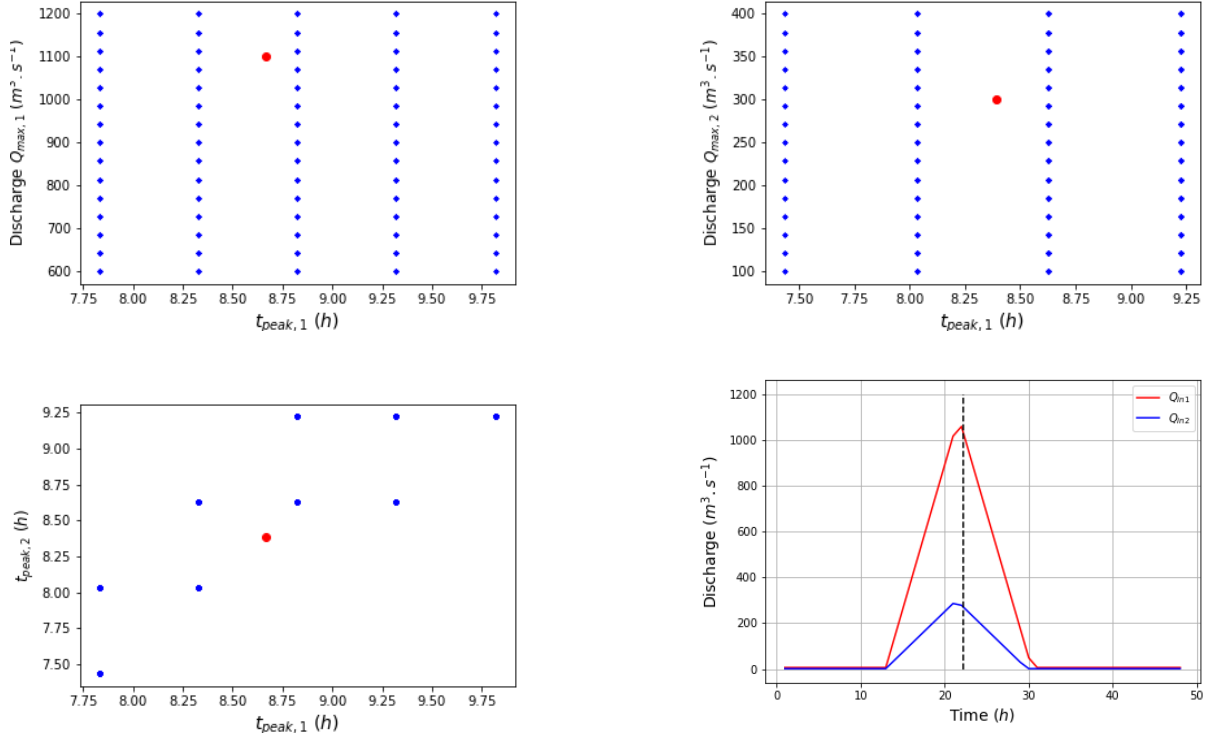 1200
1100
1000
900
800
700
600
Discharge Q_{max, 1} (m³. s⁻¹)
7.75 8.00 8.25 8.50 8.75 9.00 9.25 9.50 9.75
t_{peak, 1} (h)
400
350
300
250
200
150
100
Discharge Q_{max, 2} (m³. s⁻¹)
7.50 8.00 8.25 8.50 8.75 9.00 9.25
t_{peak, 1} (h)
9.25
9.00
8.75
8.50
8.25
8.00
7.75
7.50
t_{peak, 2} (h)
7.75 8.00 8.25 8.50 8.75 9.00 9.25 9.50 9.75
t_{peak, 1} (h)
1200
1000
800
600
400
200
0
Discharge (m³. s⁻¹)
Q_{in1}
Q_{in2}
0 10 20 30 40 50
Time (h)